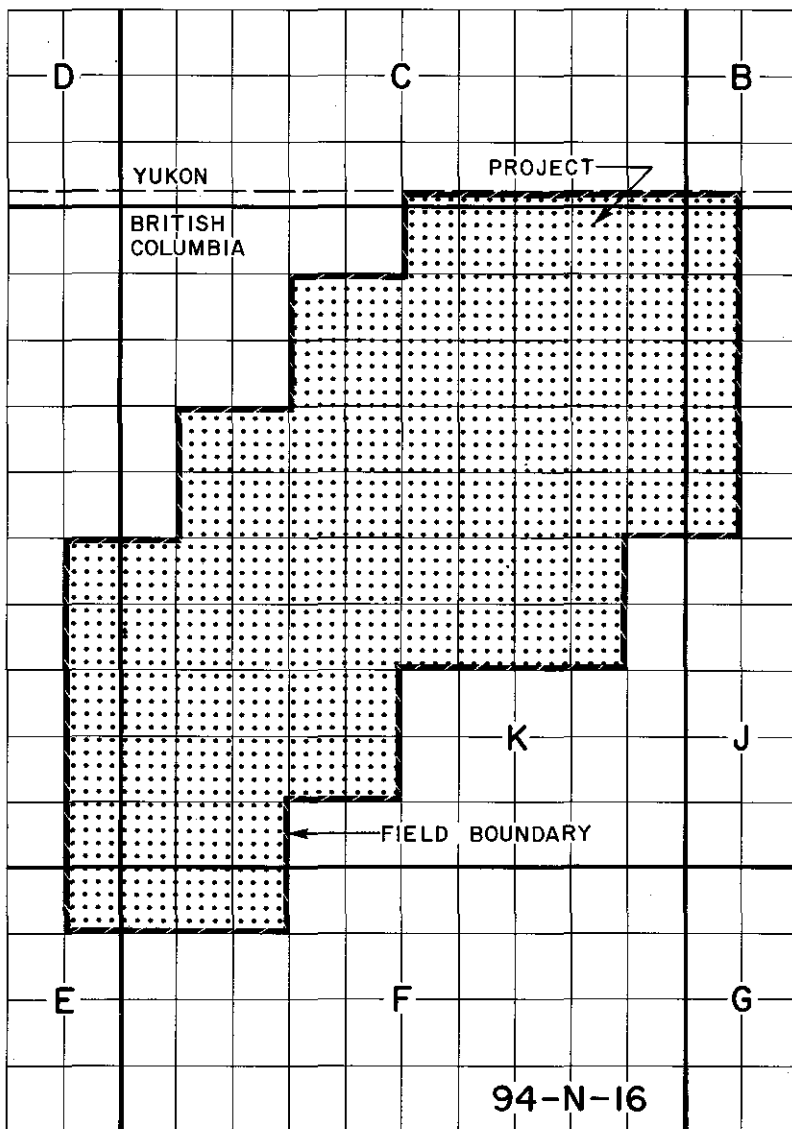 D
C
B
YUKON
PROJECT
BRITISH
COLUMBIA
K
J
FIELD BOUNDARY
E
F
G
94-N-16